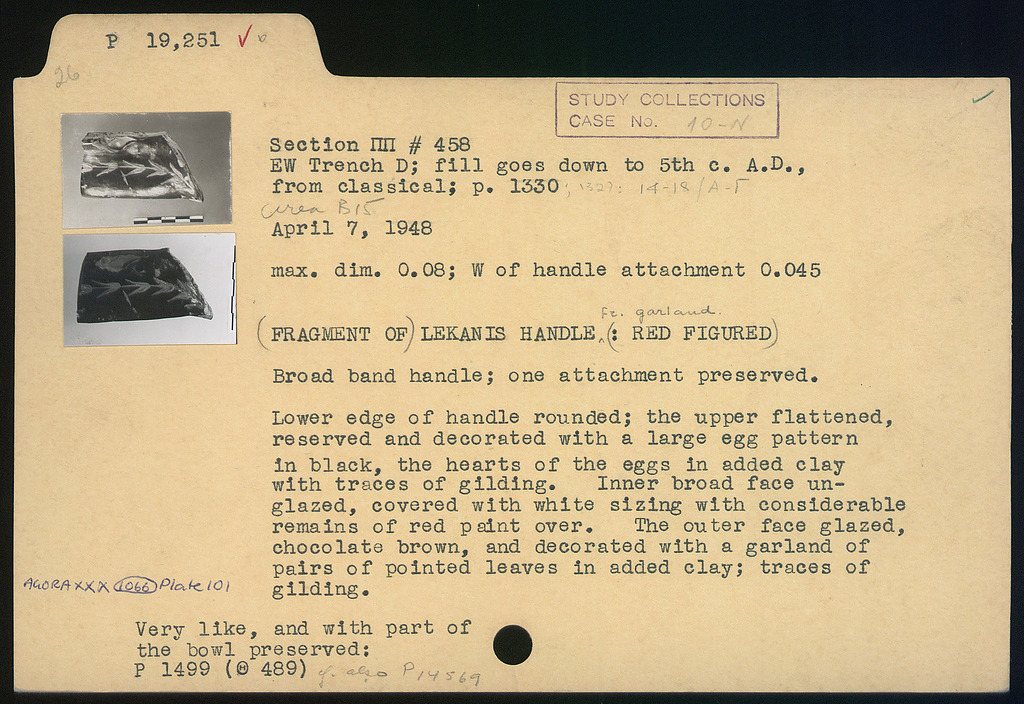 P 19,251 ✓
26
STUDY COLLECTIONS
CASE No. 10-N
✓
Section ΠΠ # 458
EW Trench D; fill goes down to 5th c. A.D.,
from classical; p. 1330; 1327: 14-18/Α-Γ
area B15
April 7, 1948
max. dim. 0.08; W of handle attachment 0.045
Fr. garland.
(FRAGMENT OF) LEKANIS HANDLE (: RED FIGURED)
Broad band handle; one attachment preserved.
Lower edge of handle rounded; the upper flattened,
reserved and decorated with a large egg pattern
in black, the hearts of the eggs in added clay
with traces of gilding. Inner broad face un-
glazed, covered with white sizing with considerable
remains of red paint over. The outer face glazed,
chocolate brown, and decorated with a garland of
pairs of pointed leaves in added clay; traces of
gilding.
AGORA XXX 1066 Plate 101
Very like, and with part of
the bowl preserved:
P 1499 (Θ 489) cf. also P 14569